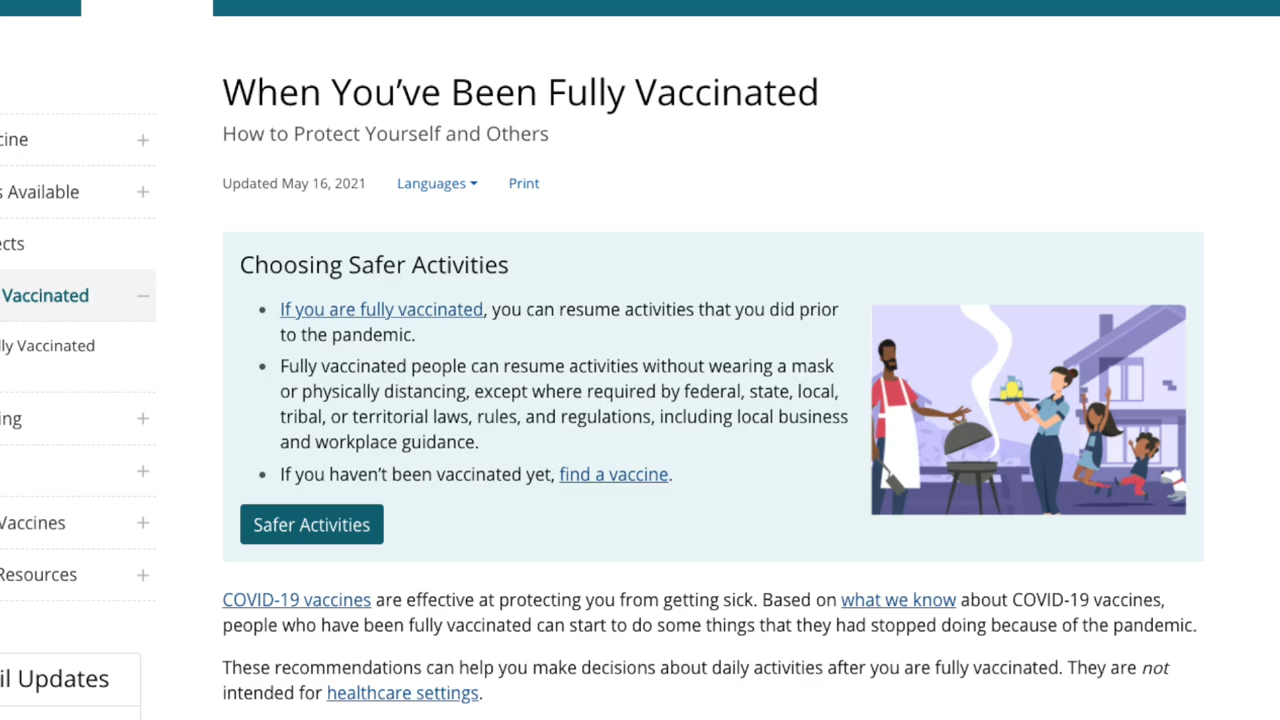 When You've Been Fully Vaccinated
How to Protect Yourself and Others
Updated May 16, 2021 Languages Print
cine
s Available
ects
Vaccinated
lly Vaccinated
ing
Vaccines
Resources
il Updates
Choosing Safer Activities
If you are fully vaccinated, you can resume activities that you did prior
to the pandemic.
Fully vaccinated people can resume activities without wearing a mask
or physically distancing, except where required by federal, state, local,
tribal, or territorial laws, rules, and regulations, including local business
and workplace guidance.
If you haven't been vaccinated yet, find a vaccine.
Safer Activities
COVID-19 vaccines are effective at protecting you from getting sick. Based on what we know about COVID-19 vaccines,
people who have been fully vaccinated can start to do some things that they had stopped doing because of the pandemic.
These recommendations can help you make decisions about daily activities after you are fully vaccinated. They are not
intended for healthcare settings.